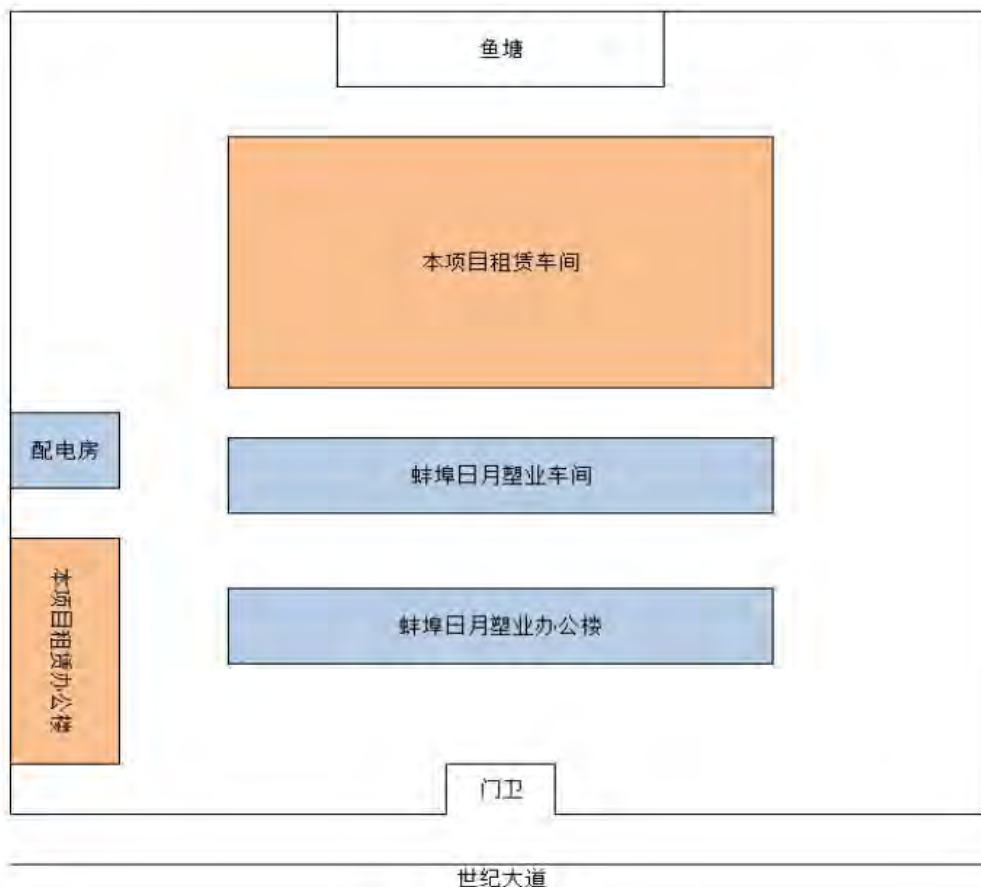 鱼塘
本项目租赁车间
配电房
蚌埠日月塑业车间
本项目租赁办公楼
蚌埠日月塑业办公楼
门卫
世纪大道